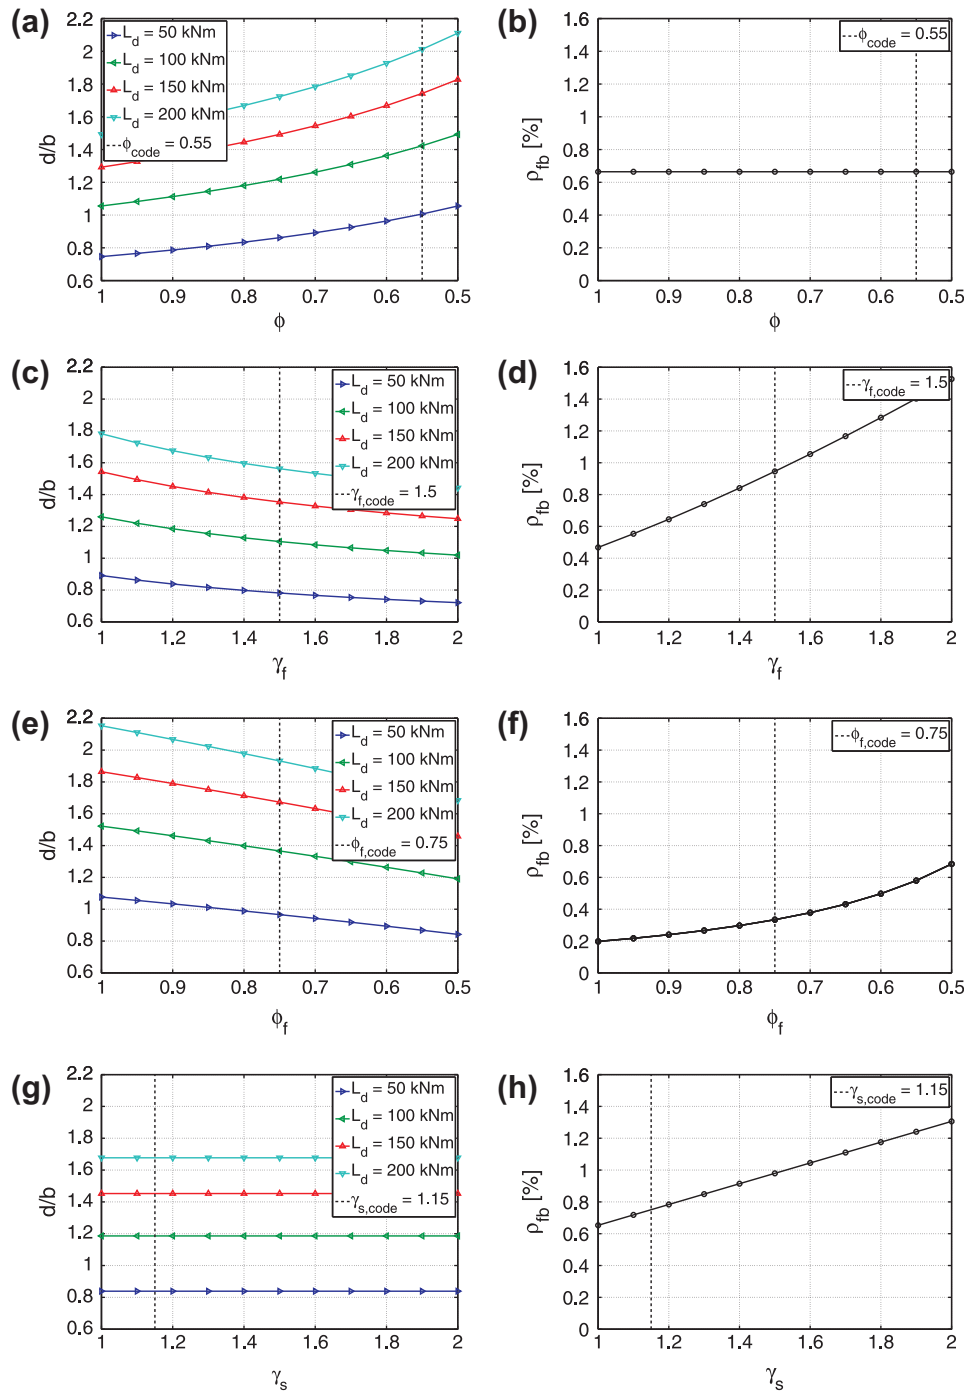 (a)
2.2
2
1.8
1.6
1.4
1.2
1
0.8
0.6
d/b
L_d = 50 kNm
L_d = 100 kNm
L_d = 150 kNm
L_d = 200 kNm
ϕ_code = 0.55
1 0.9 0.8 0.7 0.6 0.5
ϕ
(b)
1.6
1.4
1.2
1
0.8
0.6
0.4
0.2
0
ρ_fb [%]
ϕ_code = 0.55
1 0.9 0.8 0.7 0.6 0.5
ϕ
(c)
2.2
2
1.8
1.6
1.4
1.2
1
0.8
0.6
d/b
L_d = 50 kNm
L_d = 100 kNm
L_d = 150 kNm
L_d = 200 kNm
γ_f,code = 1.5
1 1.2 1.4 1.6 1.8 2
γ_f
(d)
1.6
1.4
1.2
1
0.8
0.6
0.4
0.2
0
ρ_fb [%]
γ_f,code = 1.5
1 1.2 1.4 1.6 1.8 2
γ_f
(e)
2.2
2
1.8
1.6
1.4
1.2
1
0.8
0.6
d/b
L_d = 50 kNm
L_d = 100 kNm
L_d = 150 kNm
L_d = 200 kNm
ϕ_f,code = 0.75
1 0.9 0.8 0.7 0.6 0.5
ϕ_f
(f)
1.6
1.4
1.2
1
0.8
0.6
0.4
0.2
0
ρ_fb [%]
ϕ_f,code = 0.75
1 0.9 0.8 0.7 0.6 0.5
ϕ_f
(g)
2.2
2
1.8
1.6
1.4
1.2
1
0.8
0.6
d/b
L_d = 50 kNm
L_d = 100 kNm
L_d = 150 kNm
L_d = 200 kNm
γ_s,code = 1.15
1 1.2 1.4 1.6 1.8 2
γ_s
(h)
1.6
1.4
1.2
1
0.8
0.6
0.4
0.2
0
ρ_fb [%]
γ_s,code = 1.15
1 1.2 1.4 1.6 1.8 2
γ_s